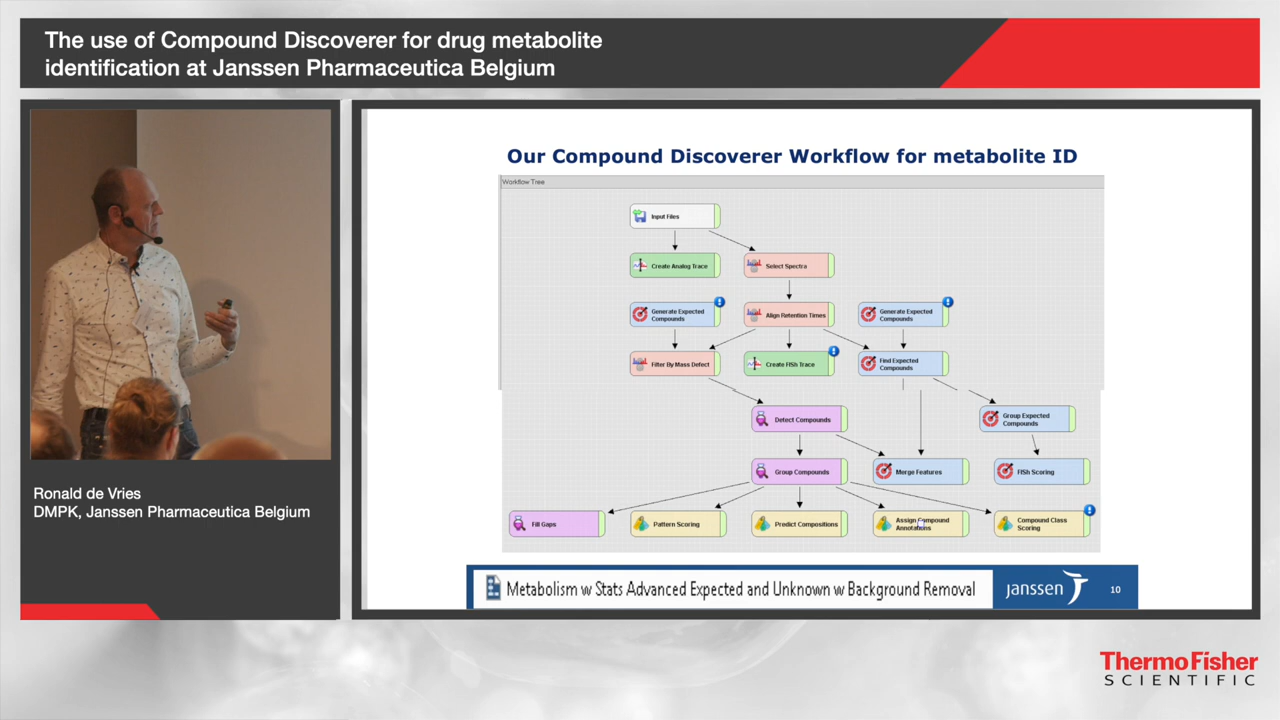 The use of Compound Discoverer for drug metabolite
identification at Janssen Pharmaceutica Belgium
Our Compound Discoverer Workflow for metabolite ID
Workflow Tree
Input Files
Create Analog Trace
Select Spectra
Generate Expected
Compounds
Align Retention Times
Generate Expected
Compounds
Filter By Mass Defect
Create FISh Trace
Find Expected
Compounds
Detect Compounds
Group Expected
Compounds
Group Compounds
Merge Features
FISh Scoring
Fill Gaps
Pattern Scoring
Predict Compositions
Assign Compound
Annotations
Compound Class
Scoring
Metabolism w Stats Advanced Expected and Unknown w Background Removal
Janssen
10
Ronald de Vries
DMPK, Janssen Pharmaceutica Belgium
ThermoFisher
SCIENTIFIC